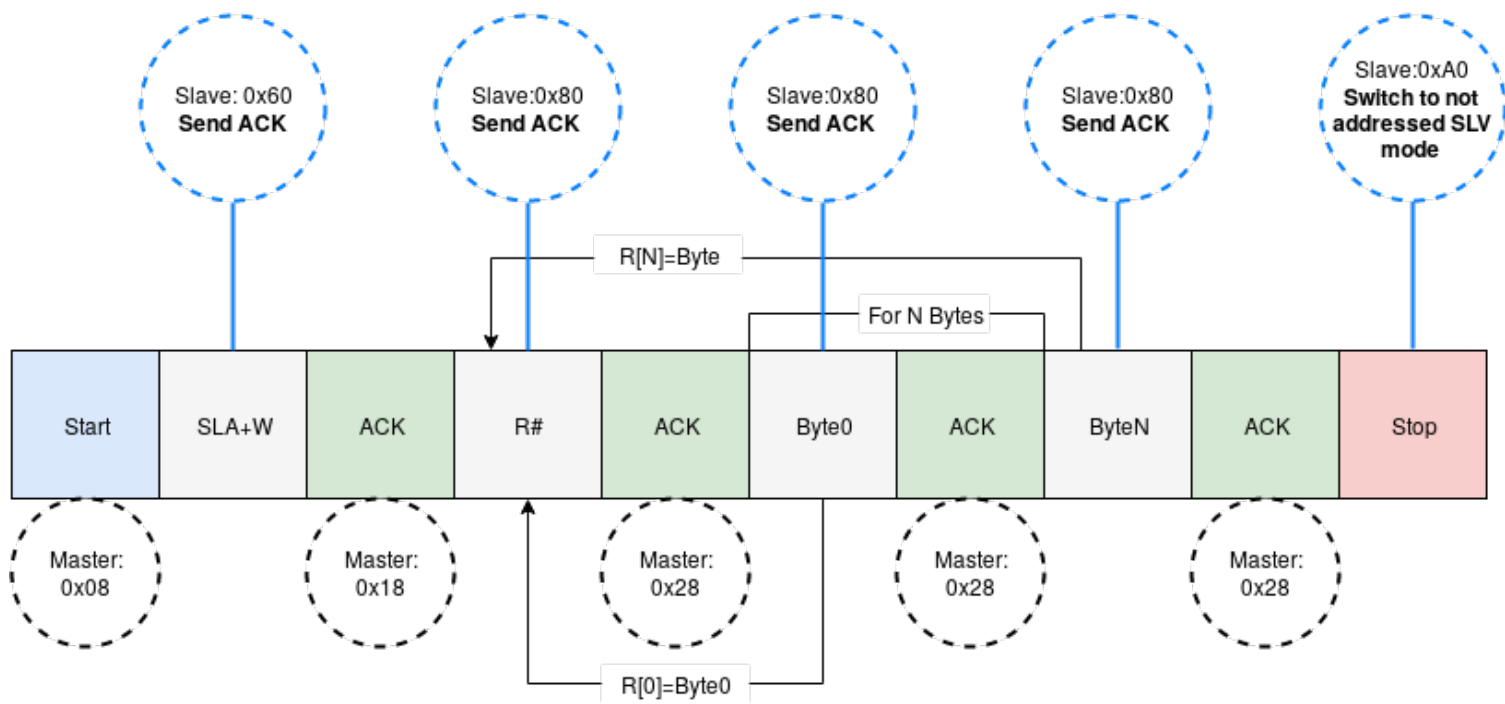 Slave: 0x60
Send ACK
Slave:0x80
Send ACK
Slave:0x80
Send ACK
Slave:0x80
Send ACK
Slave:0xA0
Switch to not
addressed SLV
mode
R[N]=Byte
For N Bytes
Start
SLA+W
ACK
R#
ACK
Byte0
ACK
ByteN
ACK
Stop
Master:
0x08
Master:
0x18
Master:
0x28
Master:
0x28
Master:
0x28
R[0]=Byte0